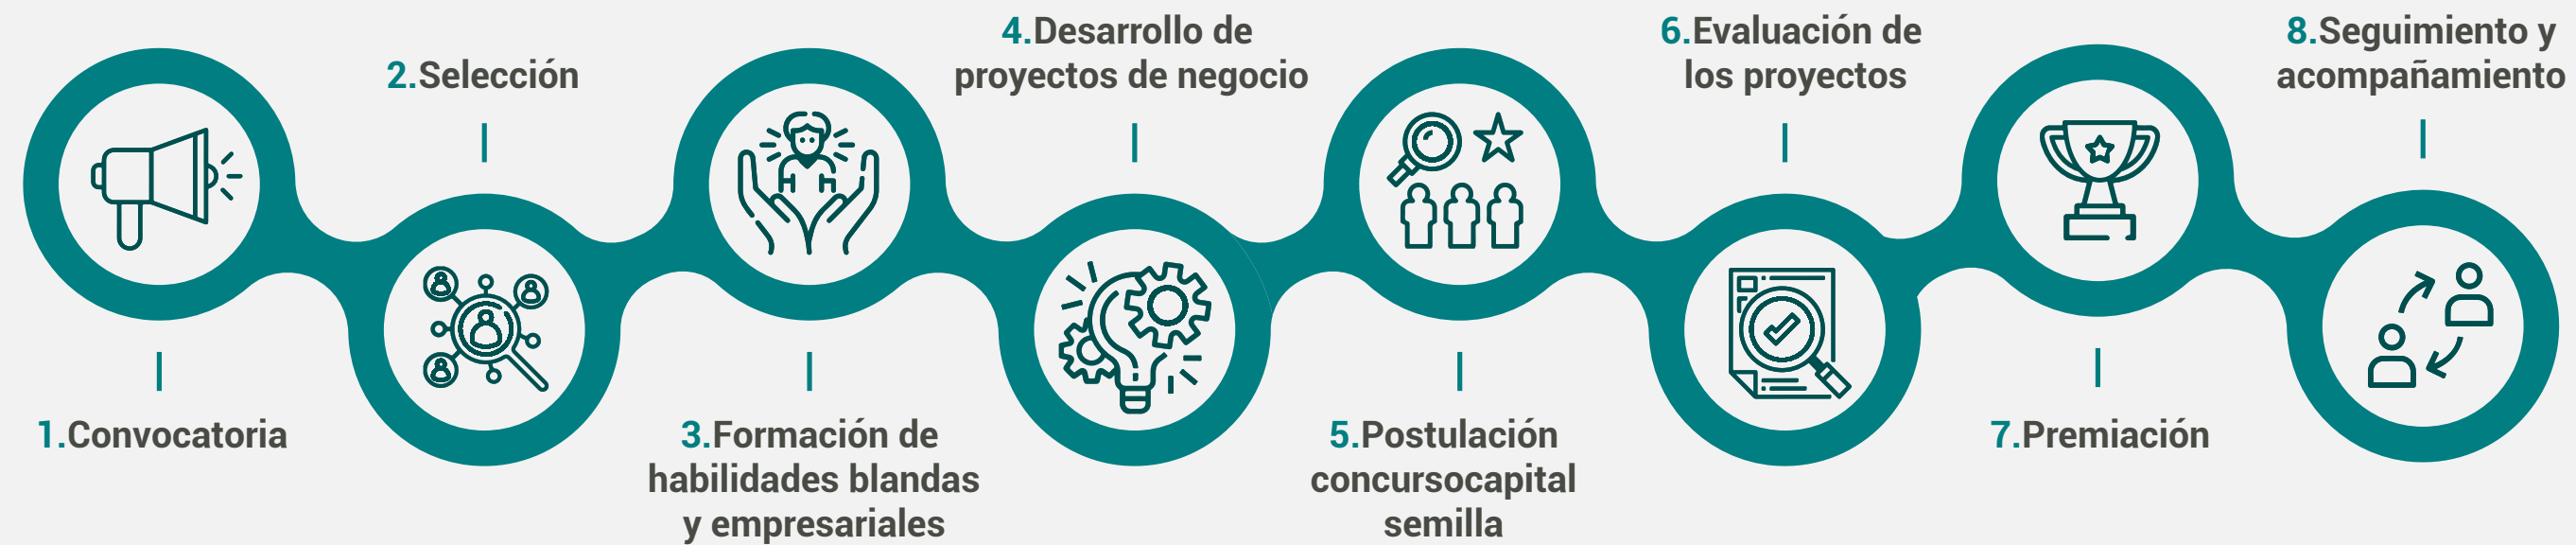 1.Convocatoria
2.Selección
3.Formación de
habilidades blandas
y empresariales
4.Desarrollo de
proyectos de negocio
5.Postulación
concursocapital
semilla
6.Evaluación de
los proyectos
7.Premiación
8.Seguimiento y
acompañamiento